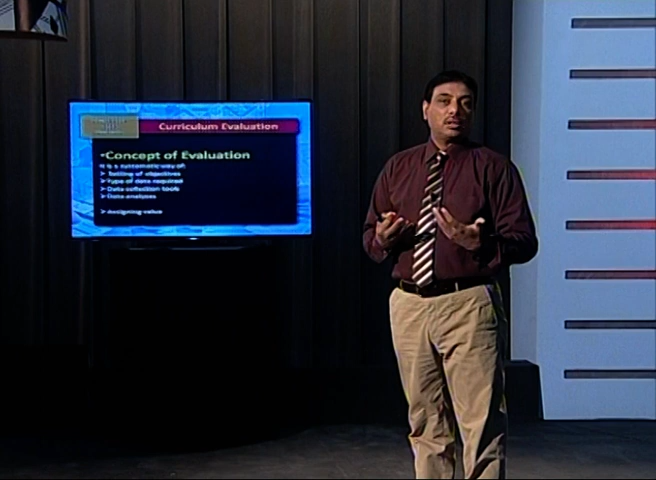 Curriculum Evaluation
•Concept of Evaluation
It is a systematic way of:
➢ Setting of objectives
➢ Type of data required
➢ Data collection tools
➢ Data analyses
➢ Assigning value